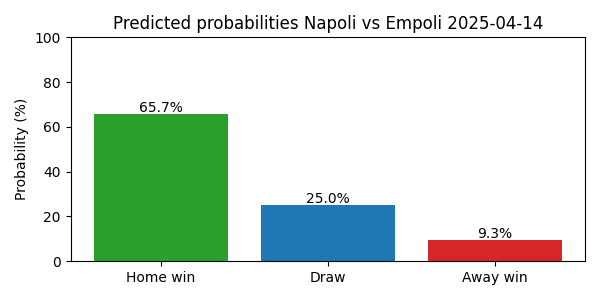 Predicted probabilities Napoli vs Empoli 2025-04-14
Probability (%)
100
80
60
40
20
0
65.7%
25.0%
9.3%
Home win
Draw
Away win